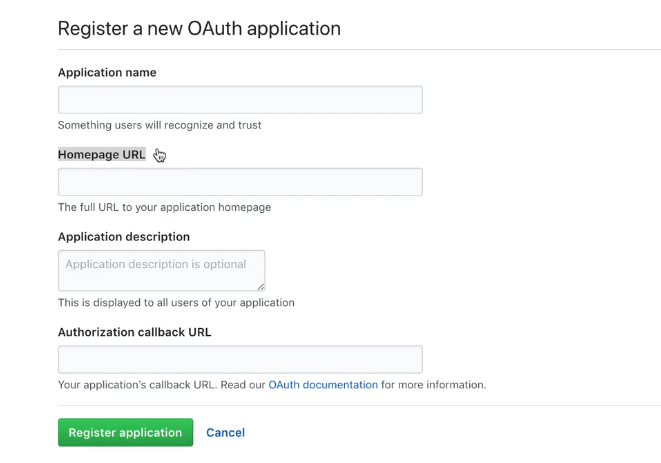 Register a new OAuth application
Application name
Something users will recognize and trust
Homepage URL
The full URL to your application homepage
Application description
Application description is optional
This is displayed to all users of your application
Authorization callback URL
Your application's callback URL. Read our OAuth documentation for more information.
Register application Cancel